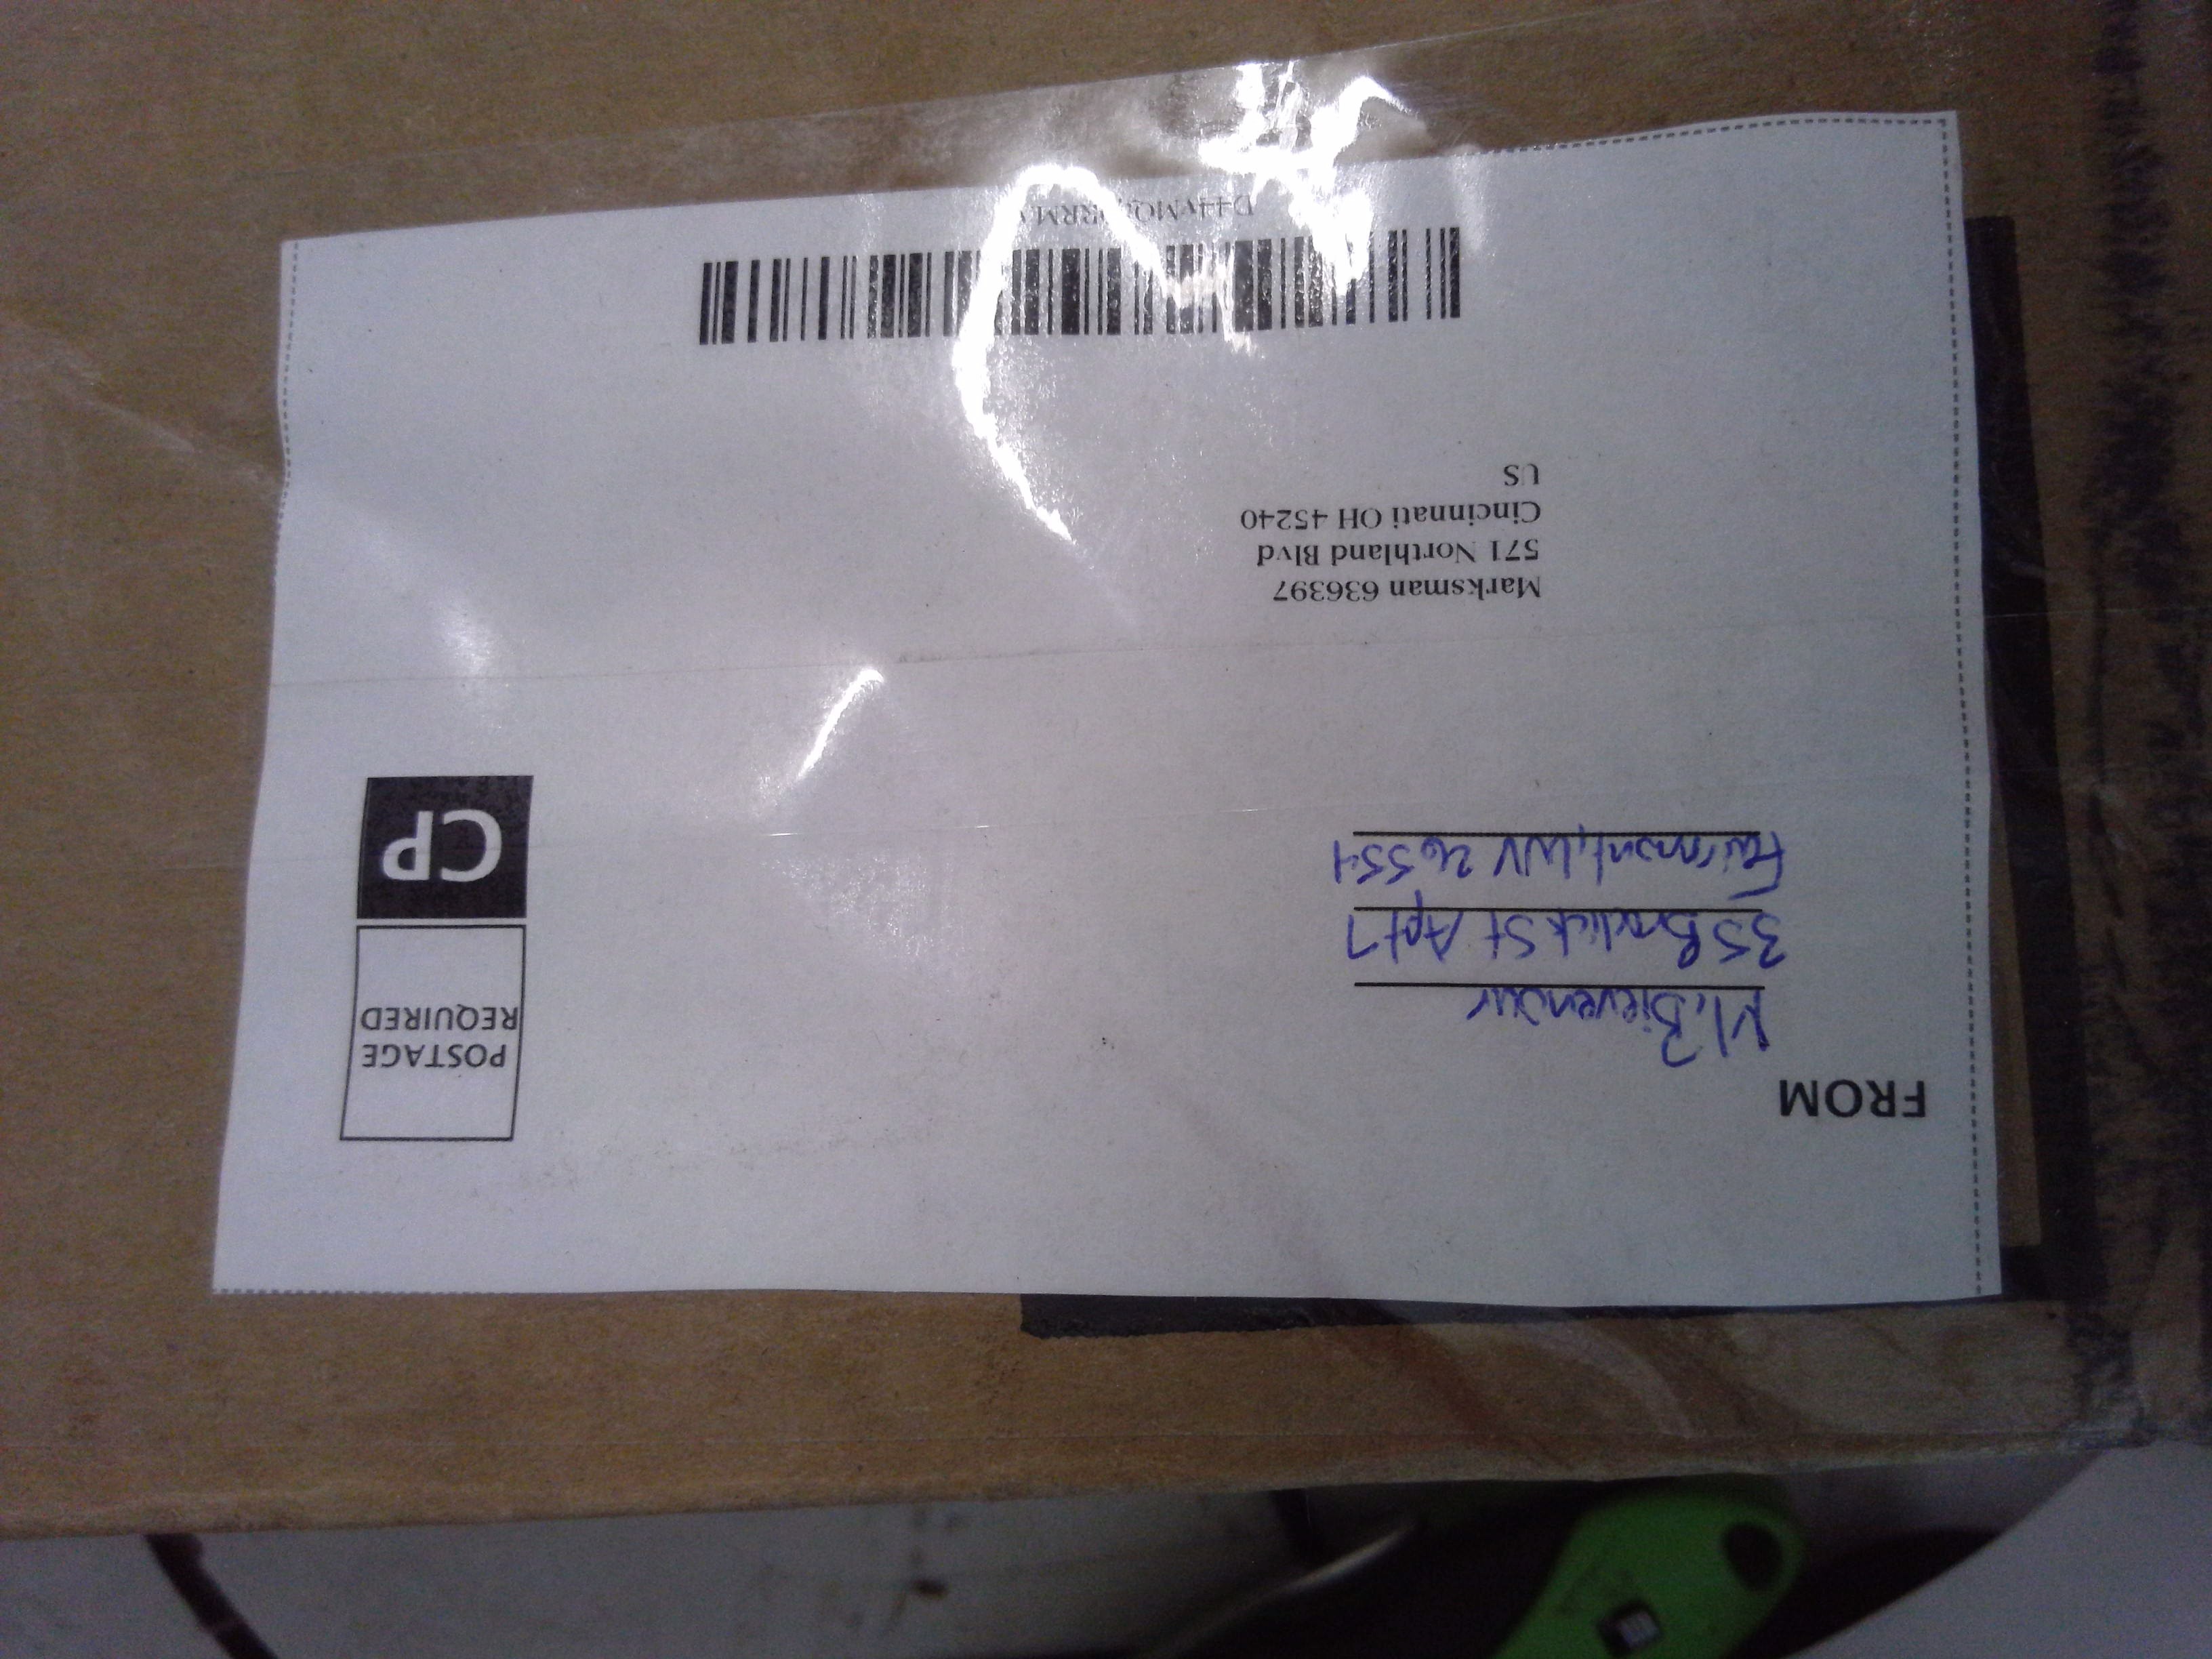 FROM
M. Bievenour
35 St Apt 7
Fairmont, WV 26554
POSTAGE
REQUIRED
CP
Marksman 636397
571 Northland Blvd
Cincinnati OH 45240
US